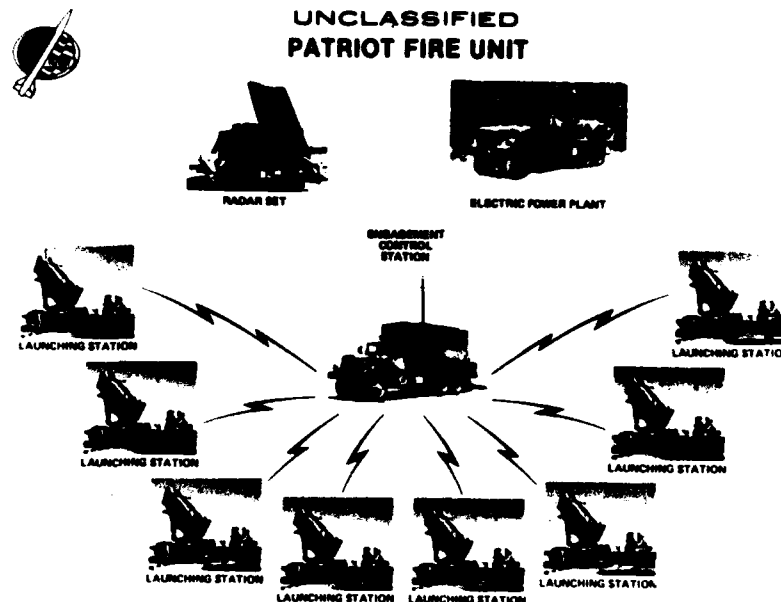 UNCLASSIFIED
PATRIOT FIRE UNIT
RADAR SET
ELECTRIC POWER PLANT
ENGAGEMENT
CONTROL
STATION
LAUNCHING STATION
LAUNCHING STATION
LAUNCHING STATION
LAUNCHING STATION
LAUNCHING STATION
LAUNCHING STATION
LAUNCHING STATION
LAUNCHING STATION